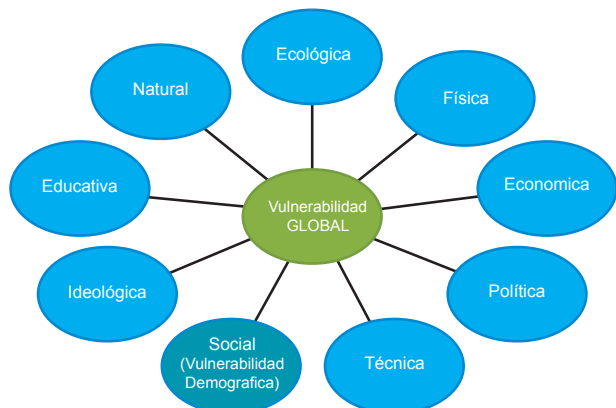 Ecológica
Natural
Física
Educativa
Vulnerabilidad
GLOBAL
Economica
Ideológica
Política
Social
(Vulnerabilidad
Demografica)
Técnica